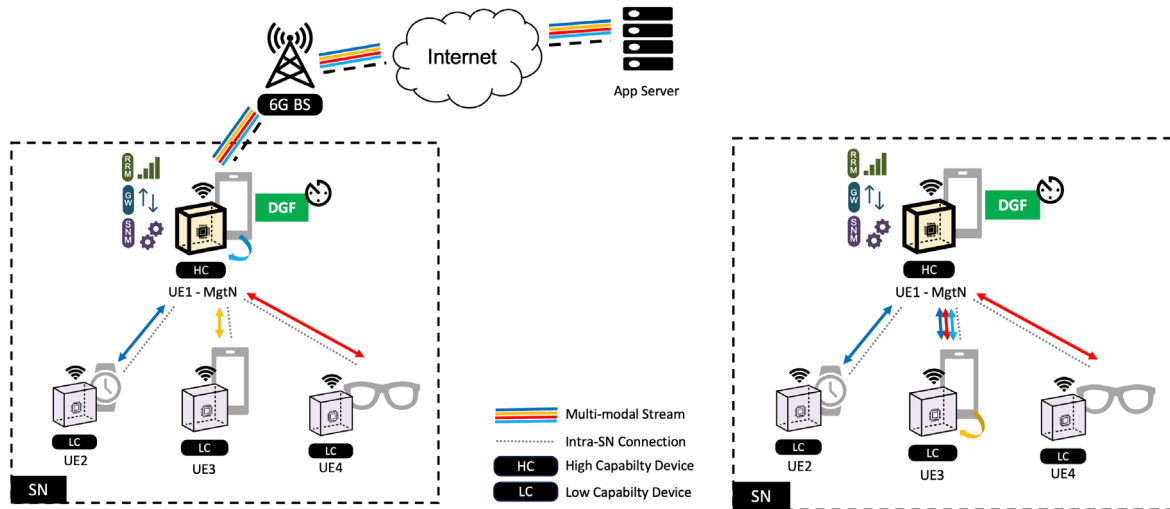 Internet
App Server
6G BS
RRM
GW
SNM
DGF
HC
UE1 - MgtN
LC
UE2
LC
UE3
LC
UE4
SN
Multi-modal Stream
Intra-SN Connection
HC
High Capabilty Device
LC
Low Capabilty Device
RRM
GW
SNM
DGF
HC
UE1 - MgtN
LC
UE2
LC
UE3
LC
UE4
SN